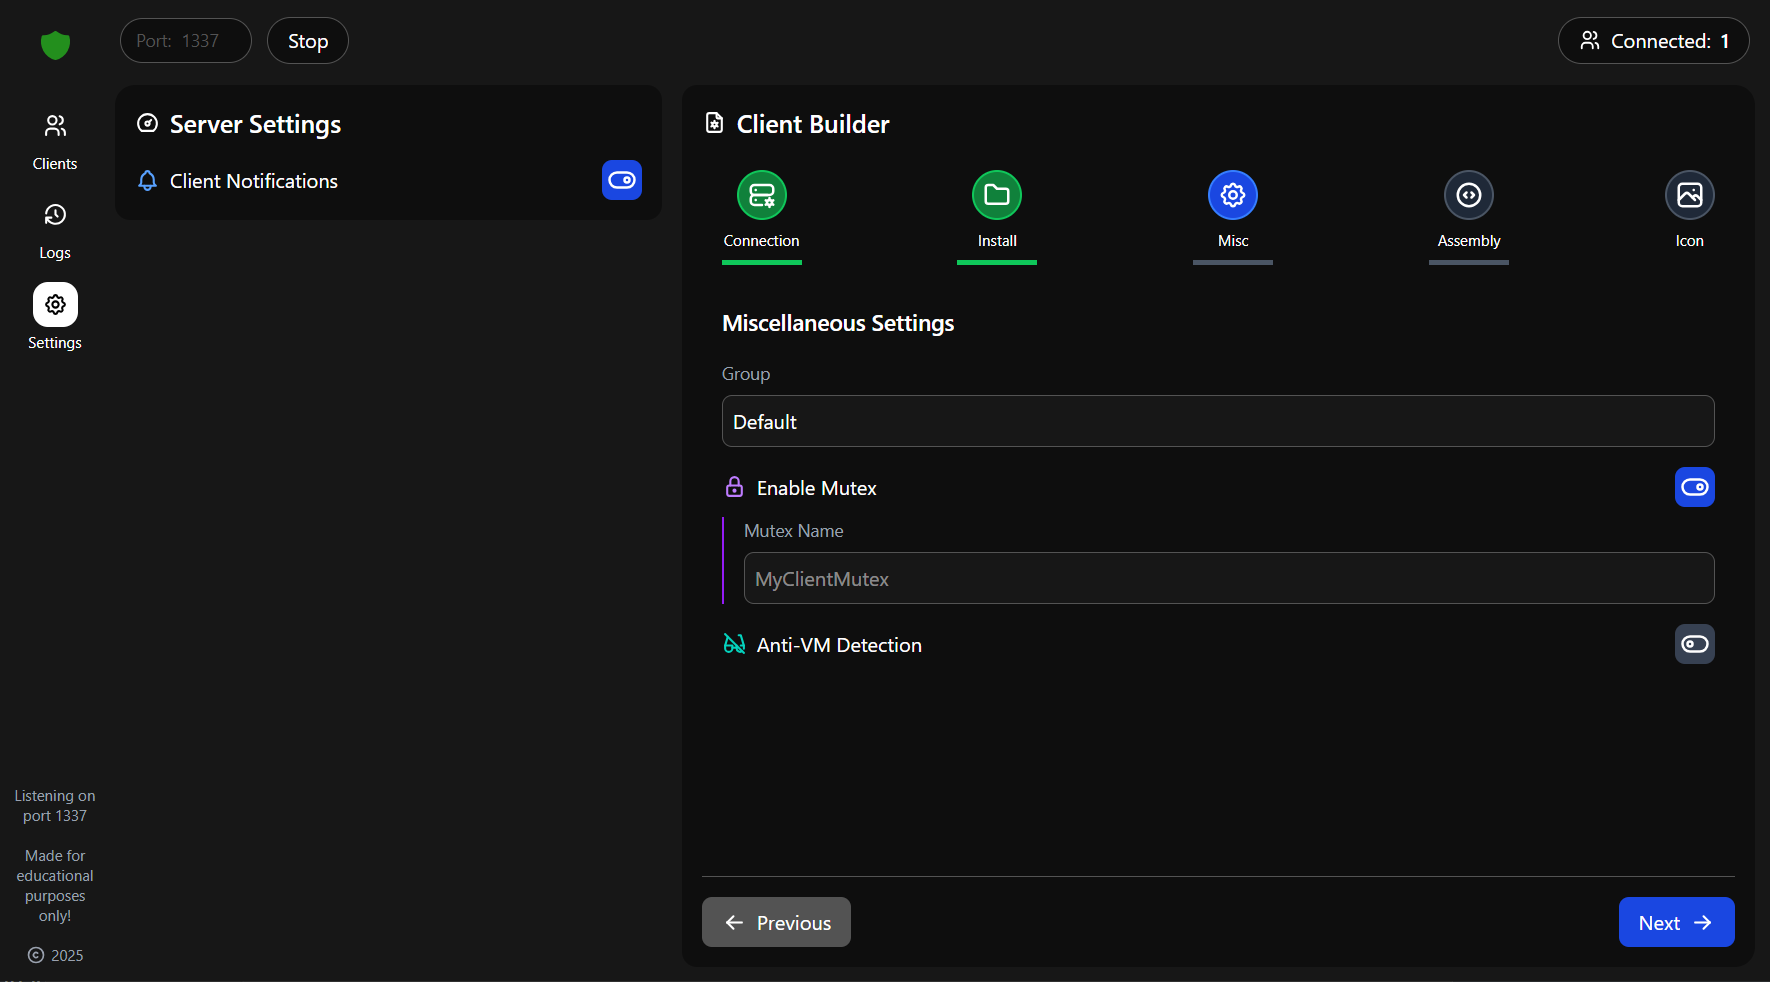 Port: 1337
Stop
Connected: 1
Clients
Logs
Settings
Listening on
port 1337
Made for
educational
purposes
only!
© 2025
Server Settings
Client Notifications
Client Builder
Connection
Install
Misc
Assembly
Icon
Miscellaneous Settings
Group
Default
Enable Mutex
Mutex Name
MyClientMutex
Anti-VM Detection
Previous
Next